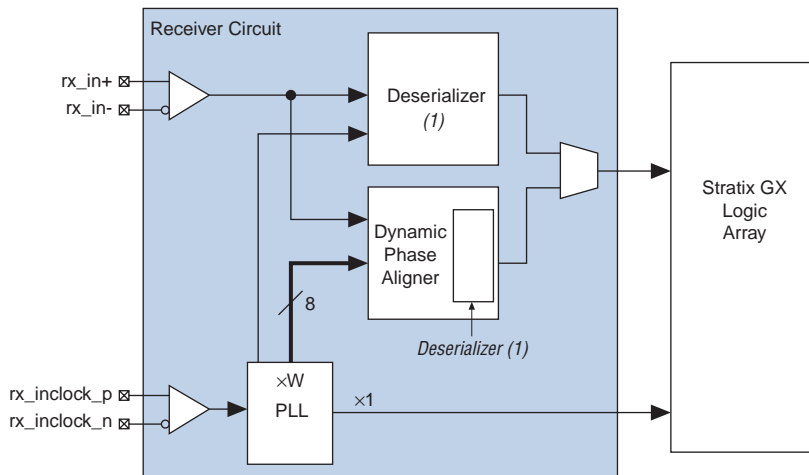 Receiver Circuit
rx_in+
rx_in-
Deserializer
(1)
Stratix GX
Logic
Array
Dynamic
Phase
Aligner
8
Deserializer (1)
rx_inclock_p
rx_inclock_n
×W
PLL
×1